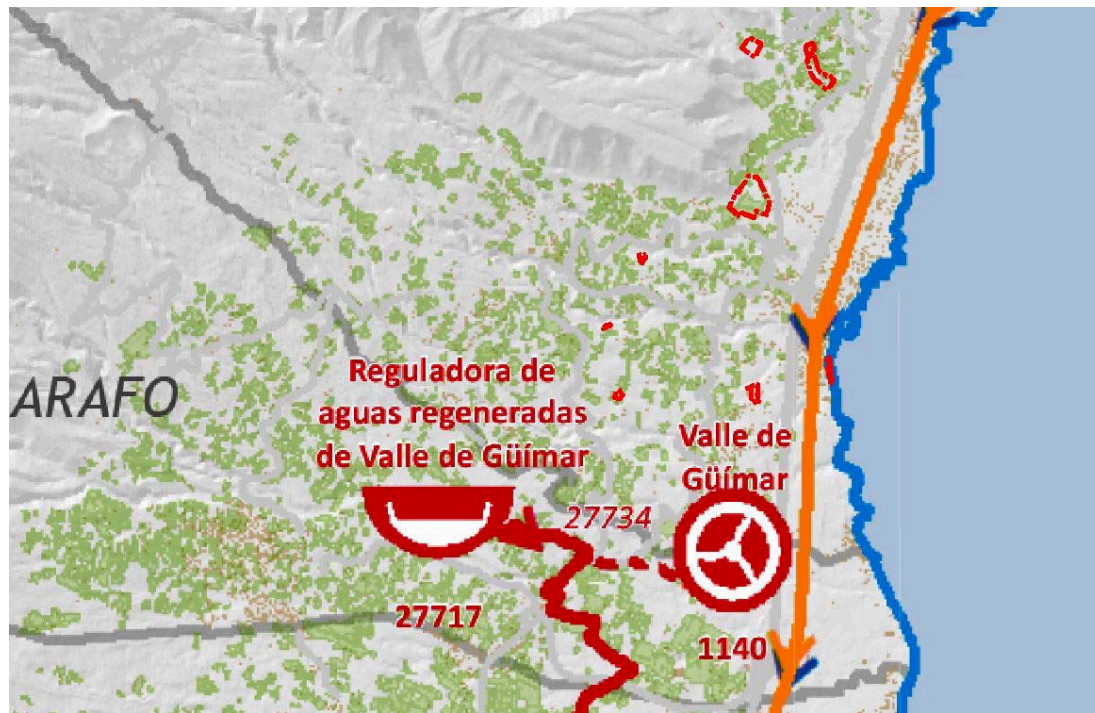 Reguladora de
aguas regeneradas
de Valle de Güímar
ARAFO
Valle de
Güímar
27734
27717
1140